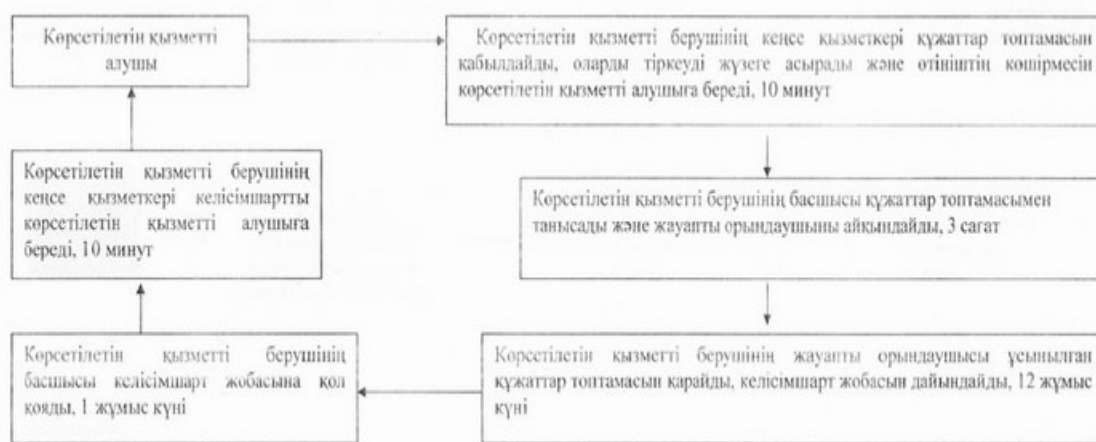 Көрсетілетін қызметті
алушы
Көрсетілетін қызметті берушінің кеңсе қызметкері құжаттар топтамасын
қабылдайды, оларды тіркеуді жүзеге асырады және өтініштің көшірмесін
көрсетілетін қызметті алушыға береді, 10 минут
Көрсетілетін қызметті берушінің басшысы құжаттар топтамасымен
танысады және жауапты орындаушыны айқындайды, 3 сағат
Көрсетілетін қызметті берушінің жауапты орындаушысы ұсынылған
құжаттар топтамасын қарайды, келісімшарт жобасын дайындайды, 12 жұмыс
күні
Көрсетілетін қызметті берушінің
басшысы келісімшарт жобасына қол
қояды, 1 жұмыс күні
Көрсетілетін қызметті берушінің
кеңсе қызметкері келісімшартты
көрсетілетін қызметті алушыға
береді, 10 минут